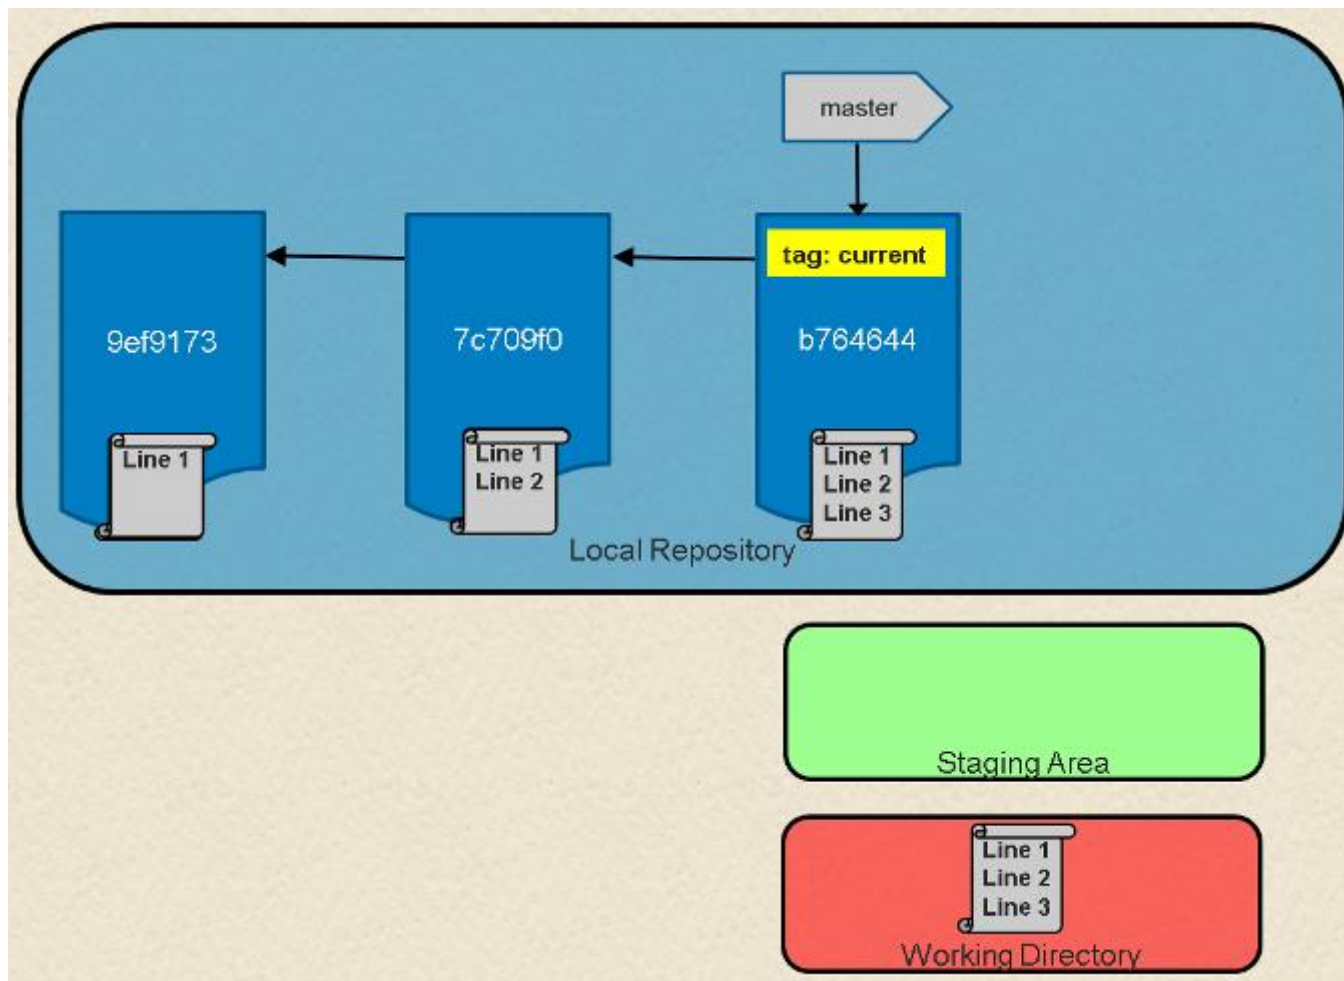 master
tag: current
9ef9173
7c709f0
b764644
Line 1
Line 1
Line 2
Line 1
Line 2
Line 3
Local Repository
Staging Area
Line 1
Line 2
Line 3
Working Directory